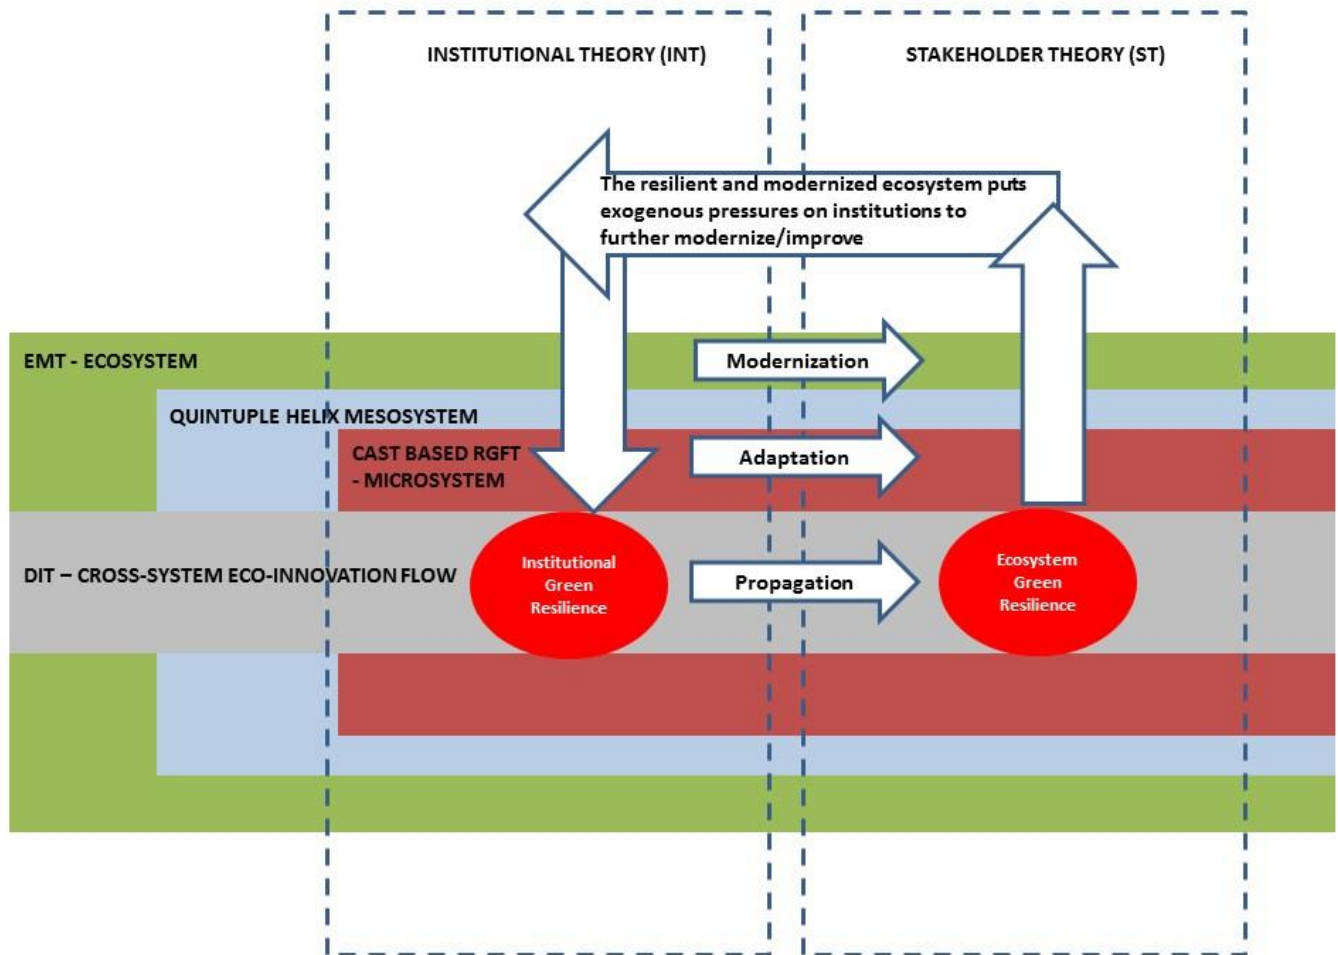 INSTITUTIONAL THEORY (INT)
STAKEHOLDER THEORY (ST)
The resilient and modernized ecosystem puts
exogenous pressures on institutions to
further modernize/improve
EMT - ECOSYSTEM
Modernization
QUINTUPLE HELIX MESOSYSTEM
CAST BASED RGFT
- MICROSYSTEM
Adaptation
DIT – CROSS-SYSTEM ECO-INNOVATION FLOW
Institutional
Green
Resilience
Propagation
Ecosystem
Green
Resilience